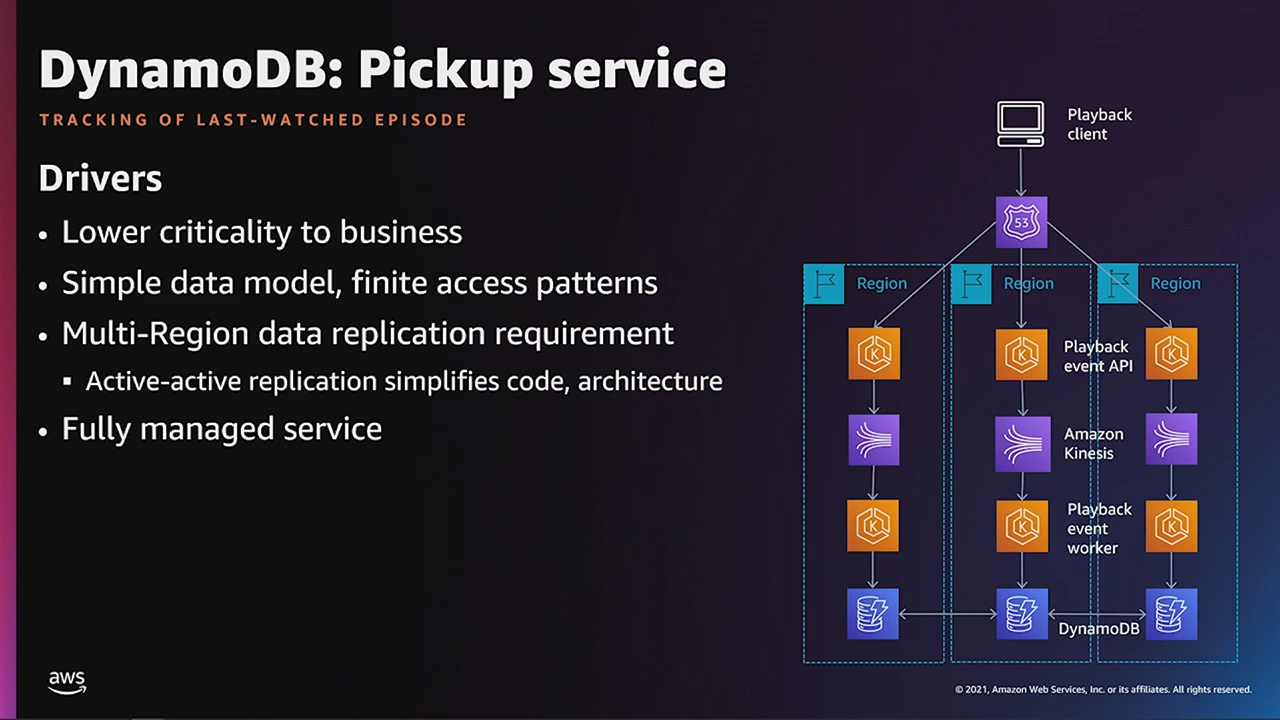 DynamoDB: Pickup service
TRACKING OF LAST-WATCHED EPISODE
Drivers
• Lower criticality to business
• Simple data model, finite access patterns
• Multi-Region data replication requirement
▪ Active-active replication simplifies code, architecture
• Fully managed service
Playback
client
53
Region
Region
Region
K
K
K
Playback
event API
Amazon
Kinesis
K
K
K
Playback
event
worker
DynamoDB
aws
© 2021, Amazon Web Services, Inc. or its affiliates. All rights reserved.